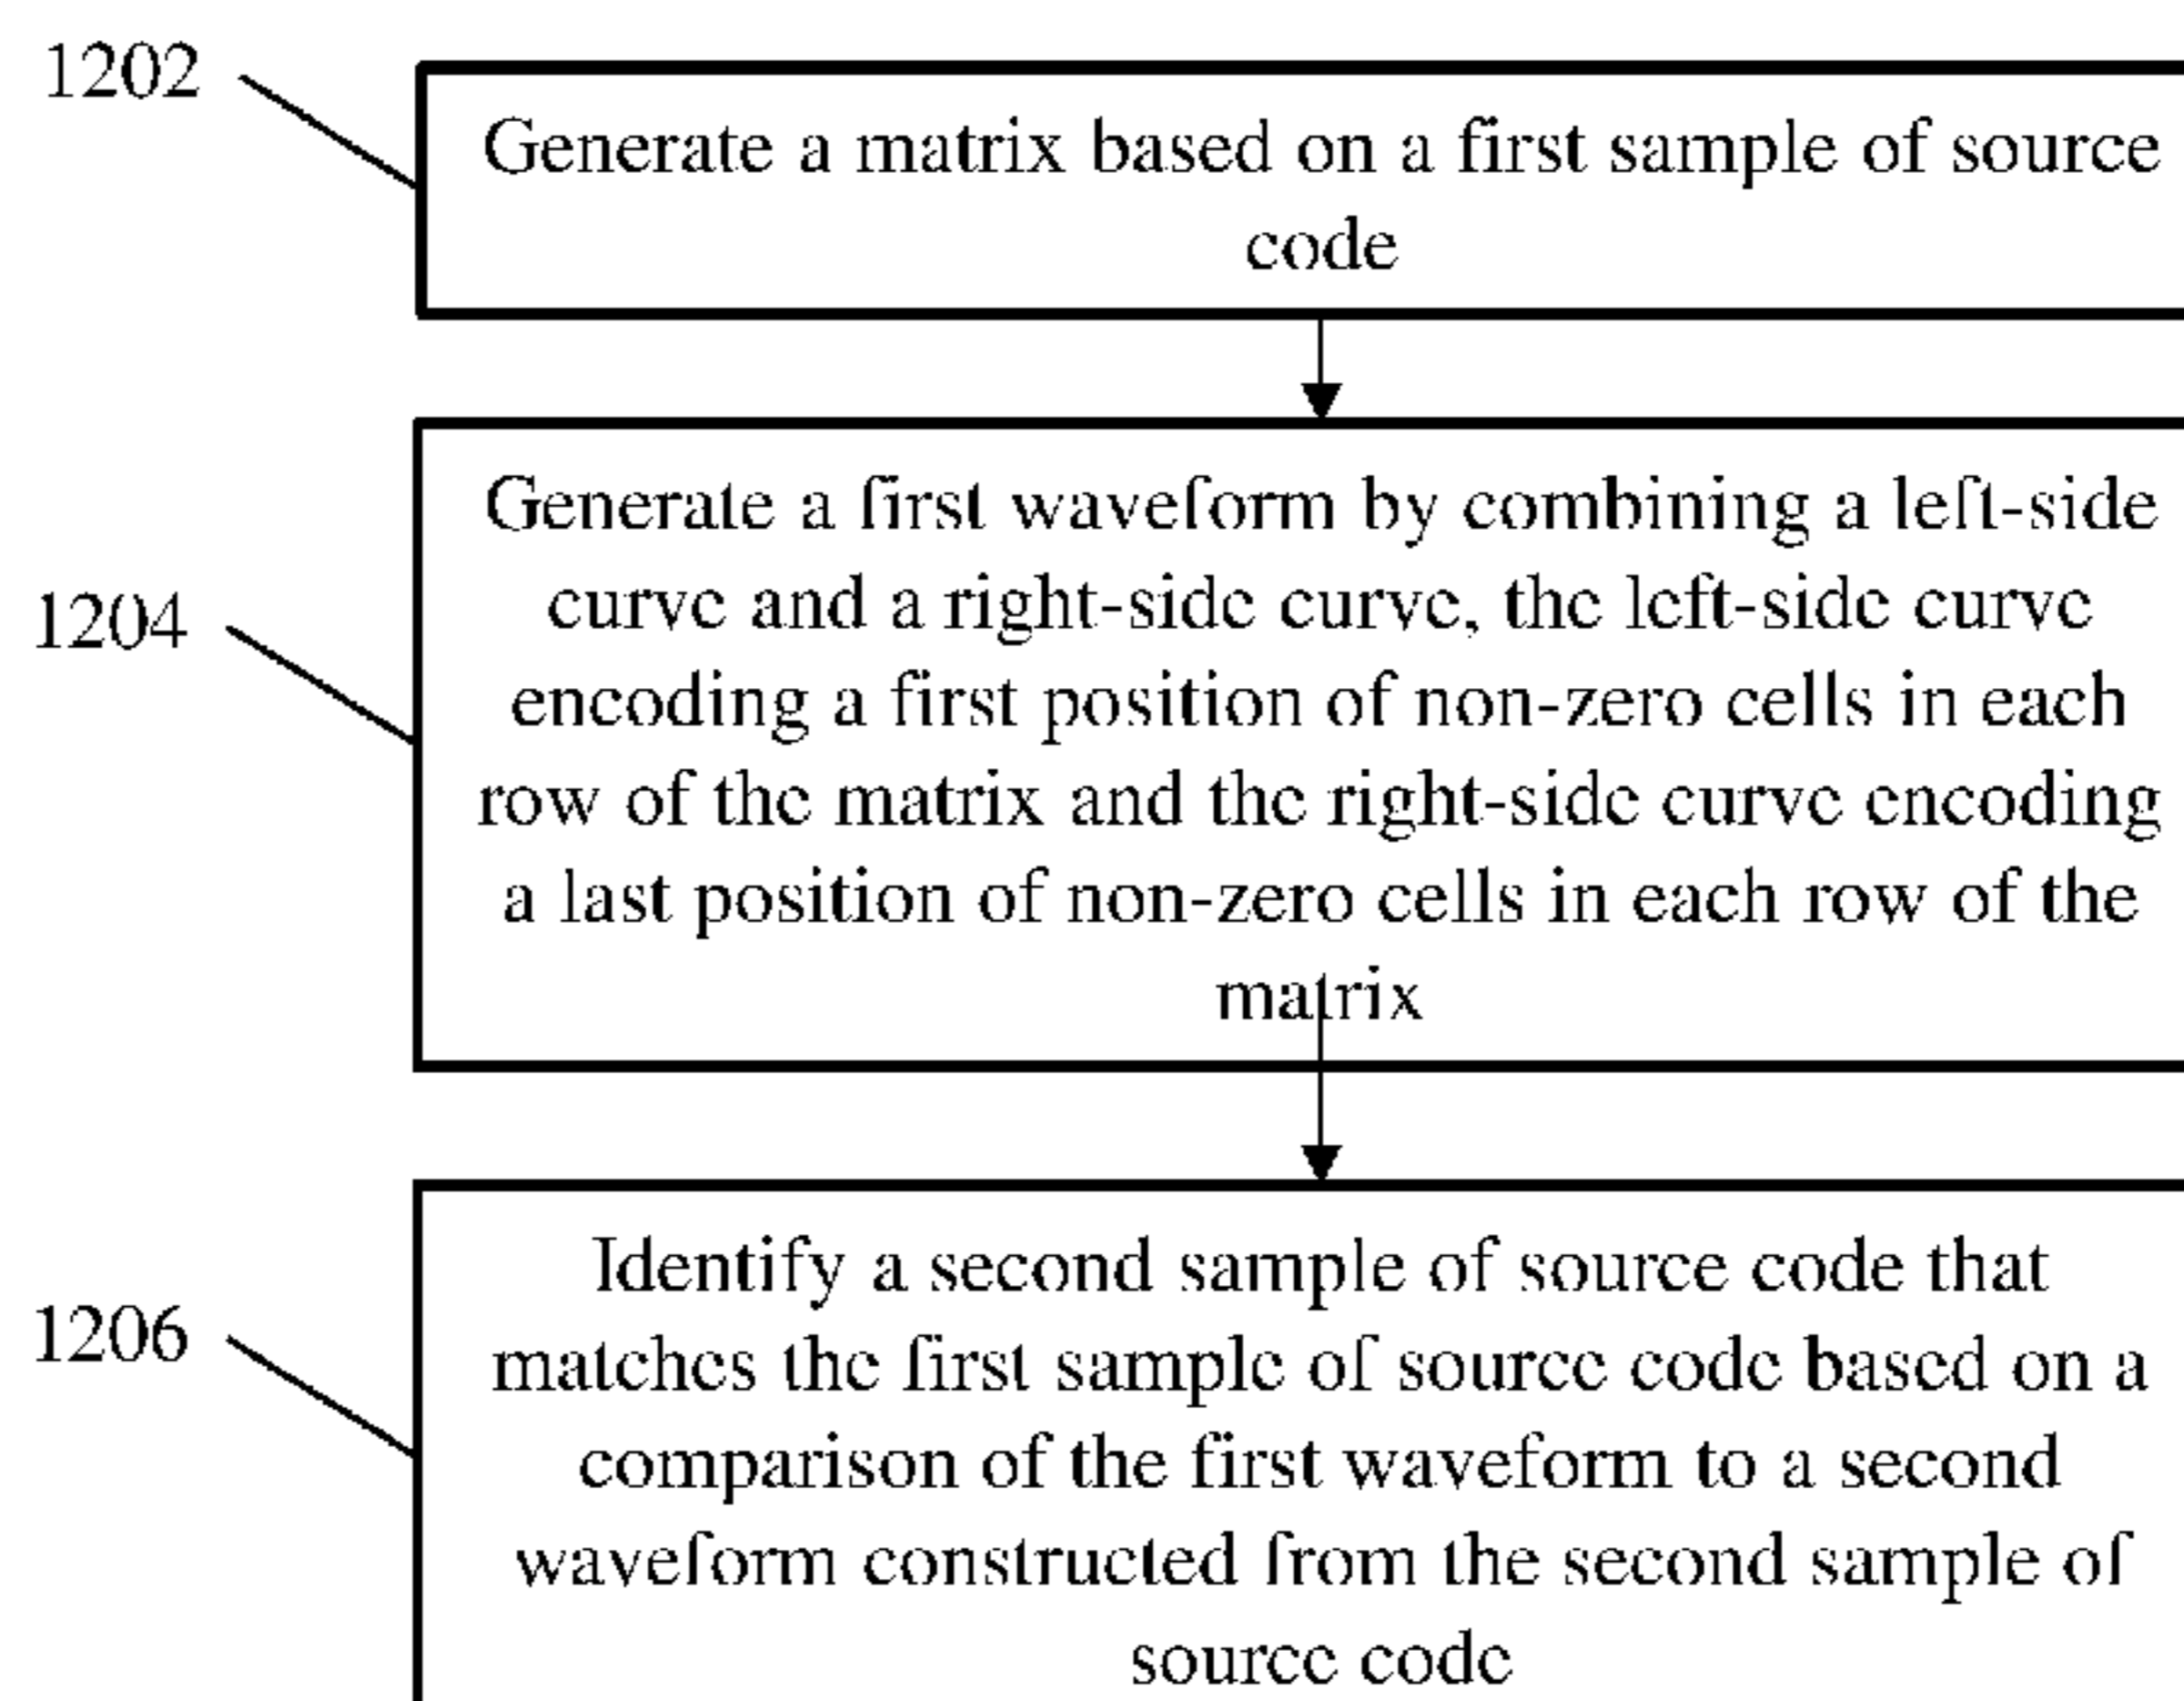 1202
Generate a matrix based on a first sample of source
code
1204
Generate a first waveform by combining a left-side
curve and a right-side curve, the left-side curve
encoding a first position of non-zero cells in each
row of the matrix and the right-side curve encoding
a last position of non-zero cells in each row of the
matrix
1206
Identify a second sample of source code that
matches the first sample of source code based on a
comparison of the first waveform to a second
waveform constructed from the second sample of
source code